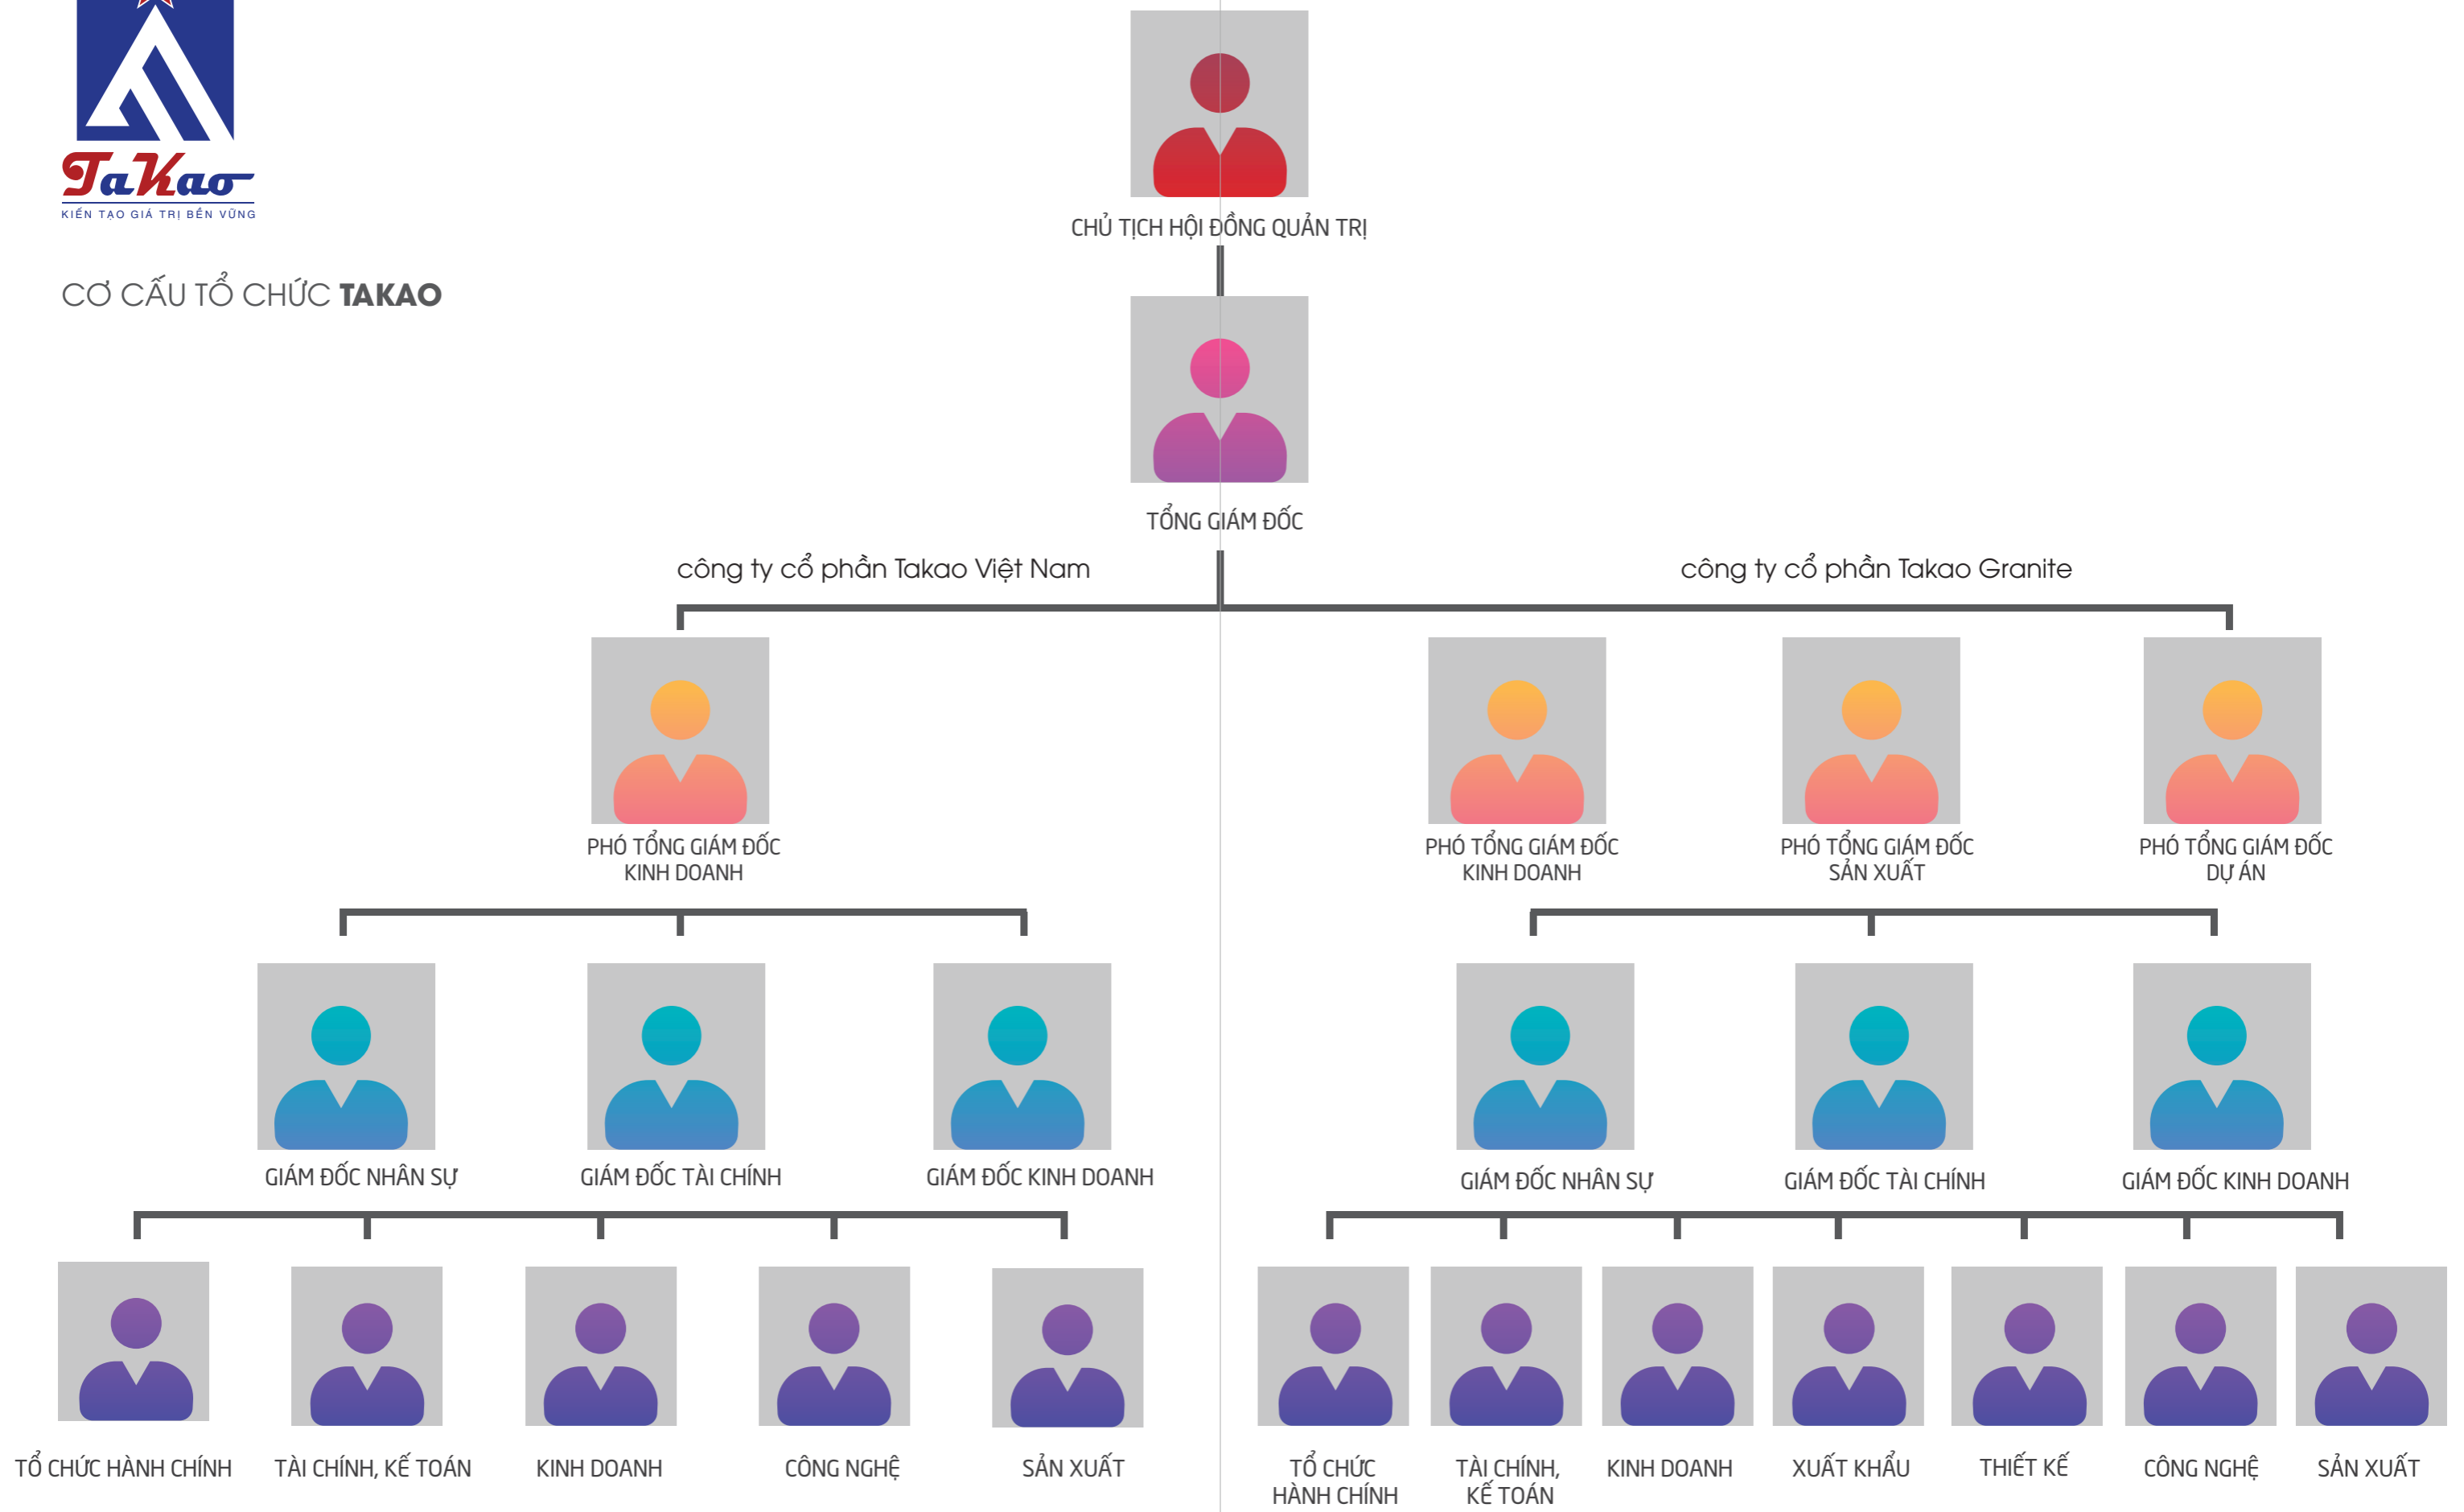 TaKao
KIẾN TẠO GIÁ TRỊ BỀN VỮNG
CƠ CẤU TỔ CHỨC TAKAO
CHỦ TỊCH HỘI ĐỒNG QUẢN TRỊ
TỔNG GIÁM ĐỐC
công ty cổ phần Takao Việt Nam
công ty cổ phần Takao Granite
PHÓ TỔNG GIÁM ĐỐC
KINH DOANH
PHÓ TỔNG GIÁM ĐỐC
KINH DOANH
PHÓ TỔNG GIÁM ĐỐC
SẢN XUẤT
PHÓ TỔNG GIÁM ĐỐC
DỰ ÁN
GIÁM ĐỐC NHÂN SỰ
GIÁM ĐỐC TÀI CHÍNH
GIÁM ĐỐC KINH DOANH
GIÁM ĐỐC NHÂN SỰ
GIÁM ĐỐC TÀI CHÍNH
GIÁM ĐỐC KINH DOANH
TỔ CHỨC HÀNH CHÍNH
TÀI CHÍNH, KẾ TOÁN
KINH DOANH
CÔNG NGHỆ
SẢN XUẤT
TỔ CHỨC
HÀNH CHÍNH
TÀI CHÍNH,
KẾ TOÁN
KINH DOANH
XUẤT KHẨU
THIẾT KẾ
CÔNG NGHỆ
SẢN XUẤT